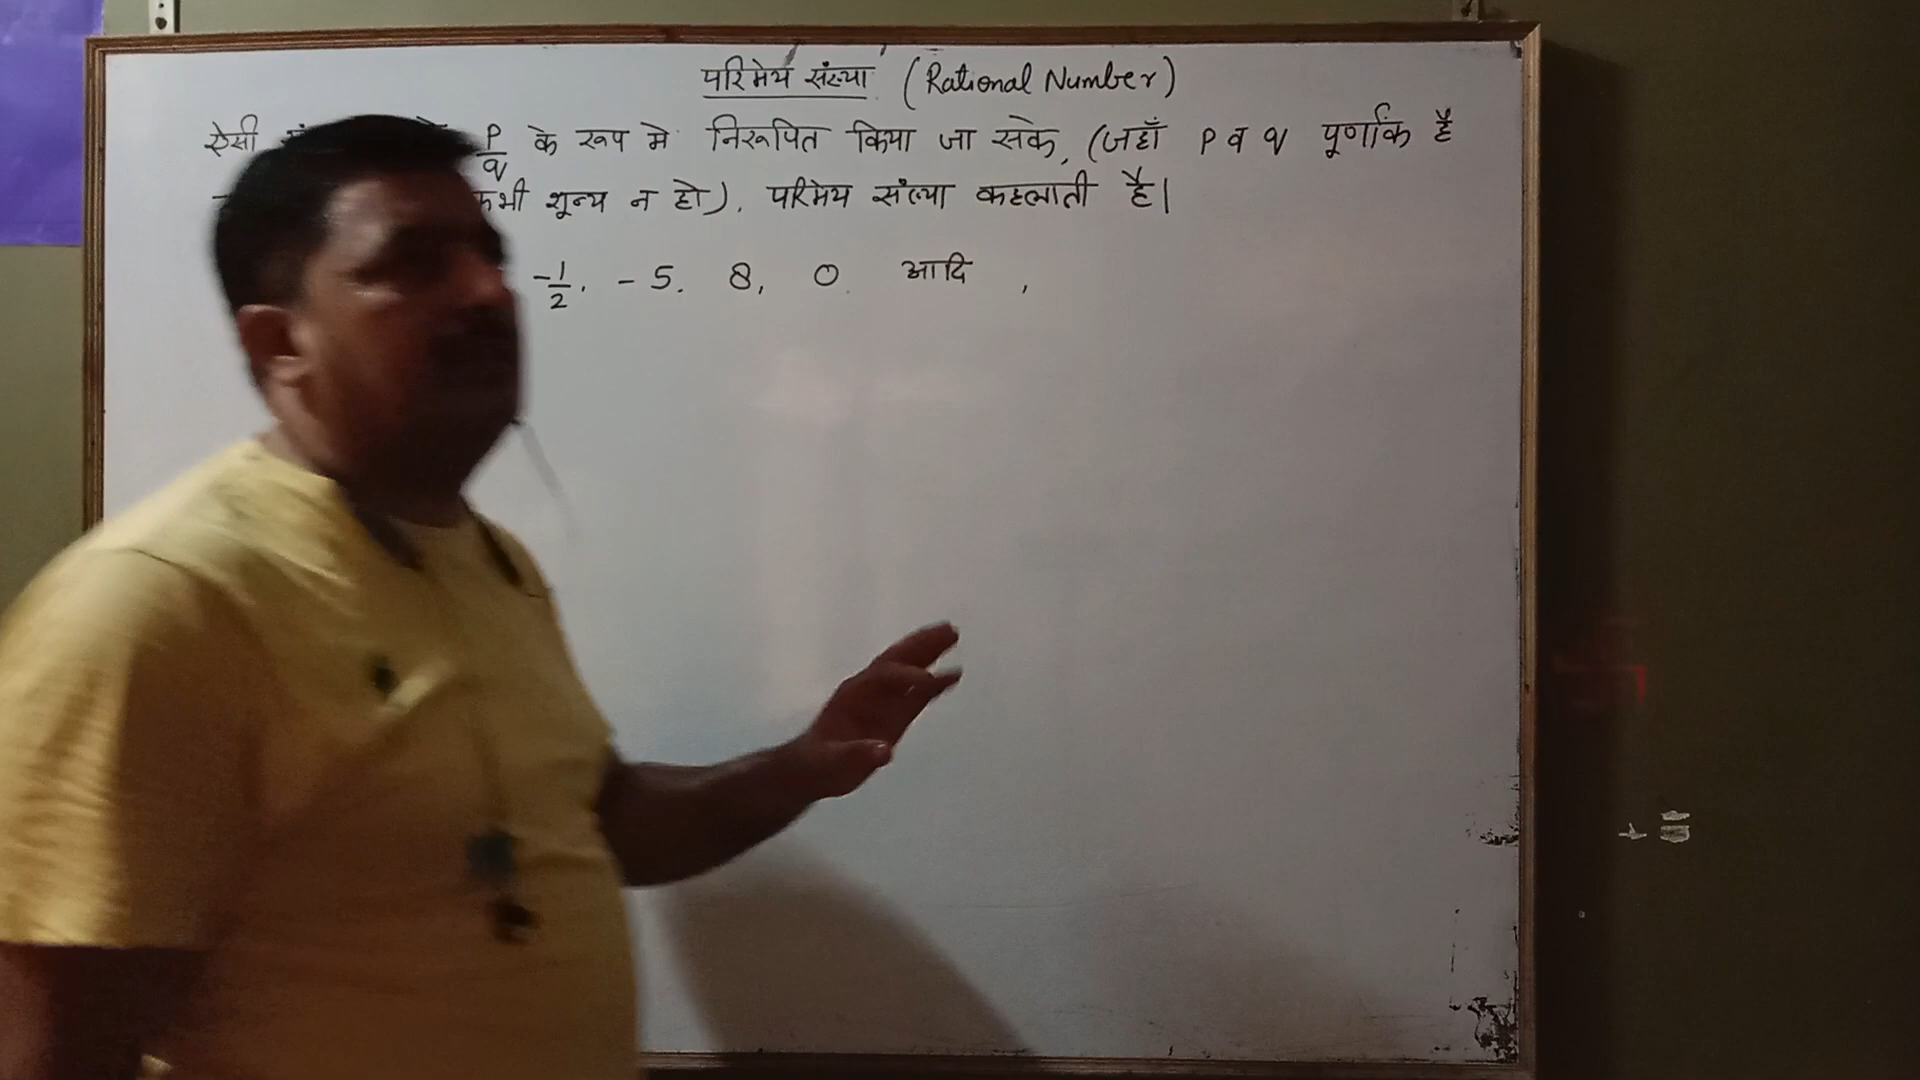 परिमेय संख्या (Rational Number)
ऐसी P/q के रूप मे निरूपित किया जा सके, (जहाँ P व q पूर्णांक है
कभी शून्य न हो), परिमेय संख्या कहलाती है।
-1/2, -5, 8, 0 आदि,